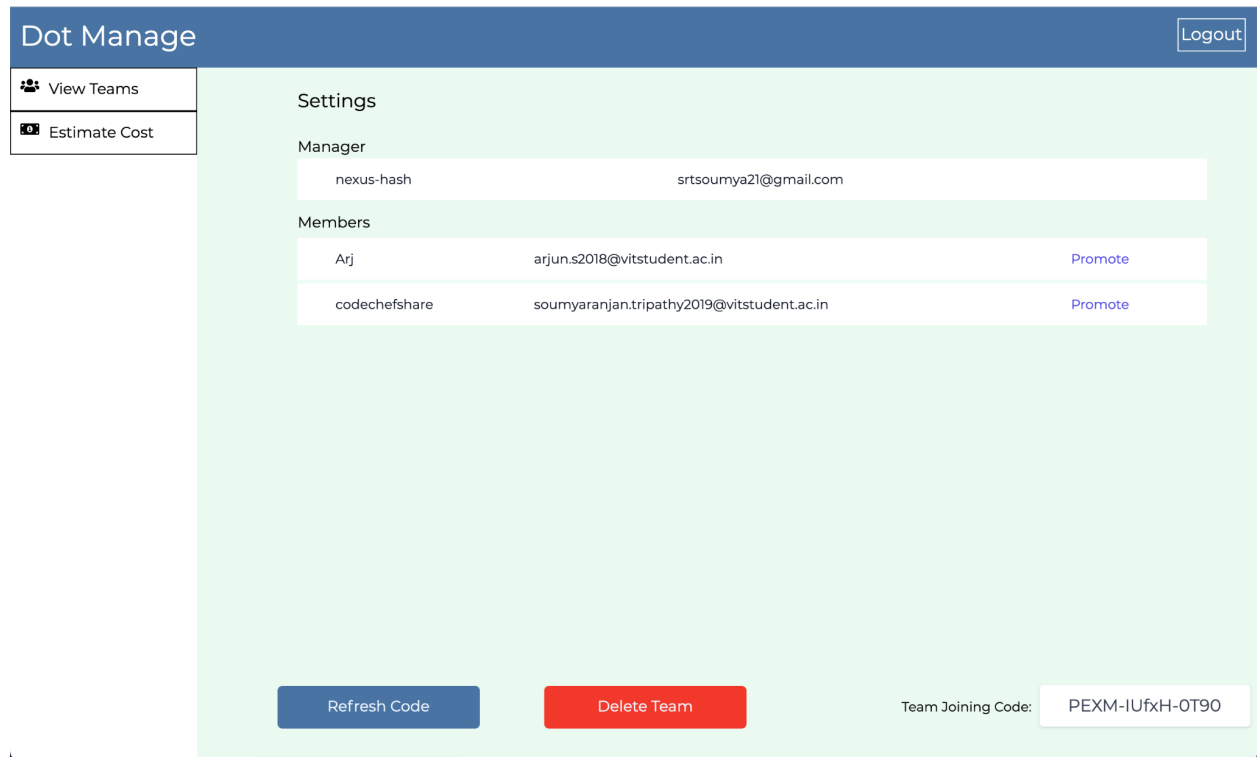 Dot Manage
Logout
View Teams
Estimate Cost
Settings
Manager
nexus-hash srtsoumya21@gmail.com
Members
Arj arjun.s2018@vitstudent.ac.in Promote
codechefshare soumyaranjan.tripathy2019@vitstudent.ac.in Promote
Refresh Code Delete Team Team Joining Code: PEXM-IUfxH-0T90